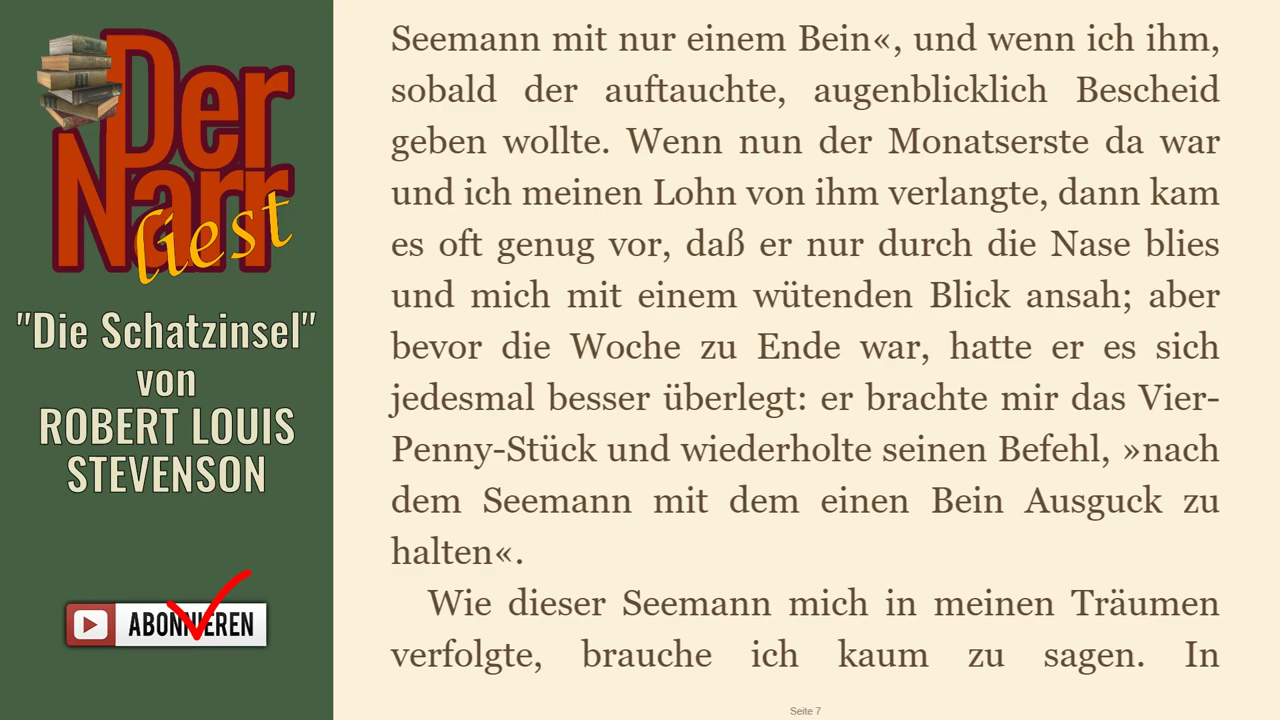 Der
Narr
liest
"Die Schatzinsel"
von
ROBERT LOUIS
STEVENSON
ABONNIEREN
Seemann mit nur einem Bein«, und wenn ich ihm,
sobald der auftauchte, augenblicklich Bescheid
geben wollte. Wenn nun der Monatserste da war
und ich meinen Lohn von ihm verlangte, dann kam
es oft genug vor, daß er nur durch die Nase blies
und mich mit einem wütenden Blick ansah; aber
bevor die Woche zu Ende war, hatte er es sich
jedesmal besser überlegt: er brachte mir das Vier-
Penny-Stück und wiederholte seinen Befehl, »nach
dem Seemann mit dem einen Bein Ausguck zu
halten«.
Wie dieser Seemann mich in meinen Träumen
verfolgte, brauche ich kaum zu sagen. In
Seite 7